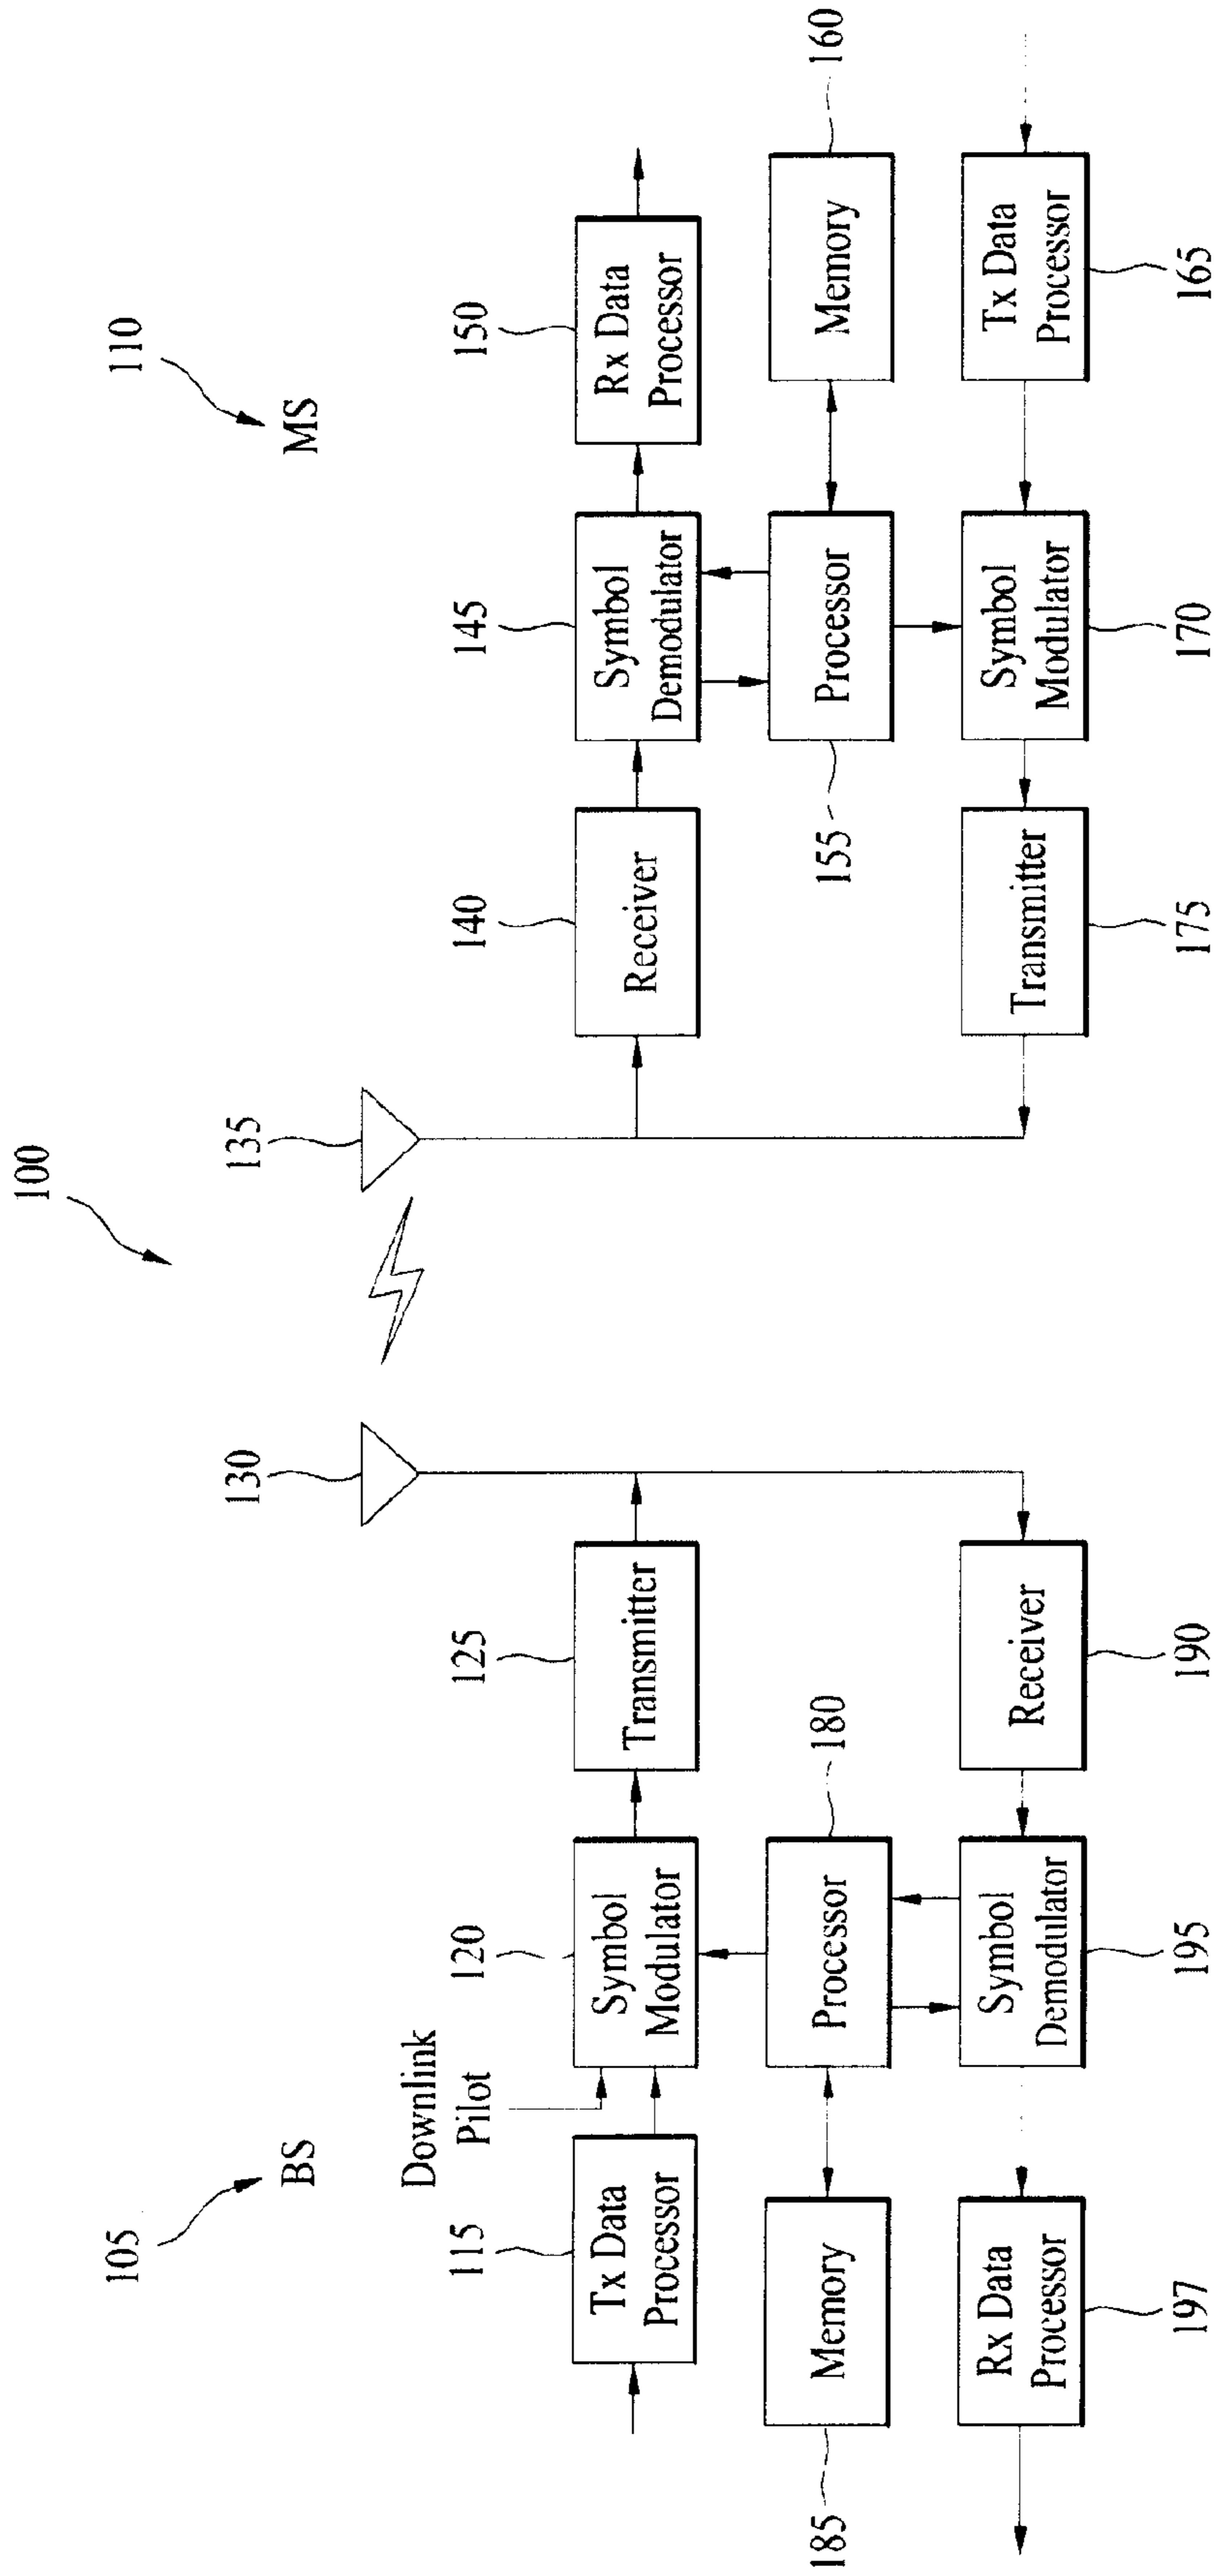 100
105
BS
110
MS
130
135
Downlink
Pilot
115
Tx Data
Processor
120
Symbol
Modulator
125
Transmitter
140
Receiver
145
Symbol
Demodulator
150
Rx Data
Processor
185
Memory
180
Processor
155
Processor
160
Memory
197
Rx Data
Processor
195
Symbol
Demodulator
190
Receiver
175
Transmitter
170
Symbol
Modulator
165
Tx Data
Processor